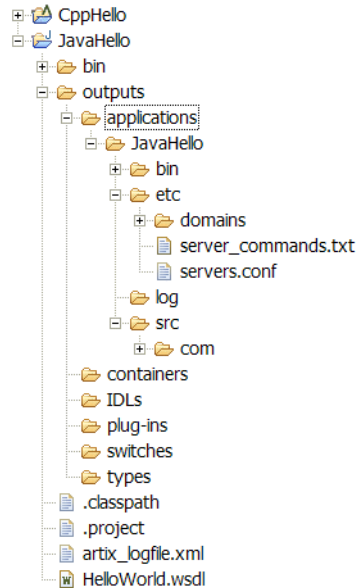 CppHello
JavaHello
bin
outputs
applications
JavaHello
bin
etc
domains
server_commands.txt
servers.conf
log
src
com
containers
IDLs
plug-ins
switches
types
.classpath
.project
artix_logfile.xml
HelloWorld.wsdl